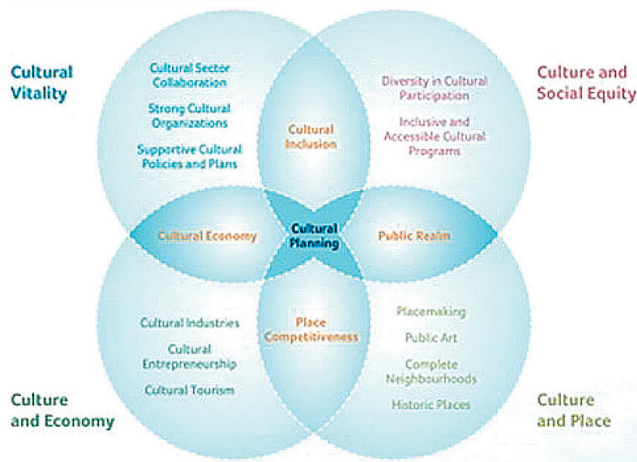 Cultural
Vitality
Cultural Sector
Collaboration
Strong Cultural
Organizations
Supportive Cultural
Policies and Plans
Cultural
Inclusion
Diversity in Cultural
Participation
Inclusive and
Accessible Cultural
Programs
Culture and
Social Equity
Cultural Economy
Cultural
Planning
Public Realm
Cultural Industries
Cultural
Entrepreneurship
Cultural Tourism
Place
Competitiveness
Placemaking
Public Art
Complete
Neighbourhoods
Historic Places
Culture
and Economy
Culture
and Place